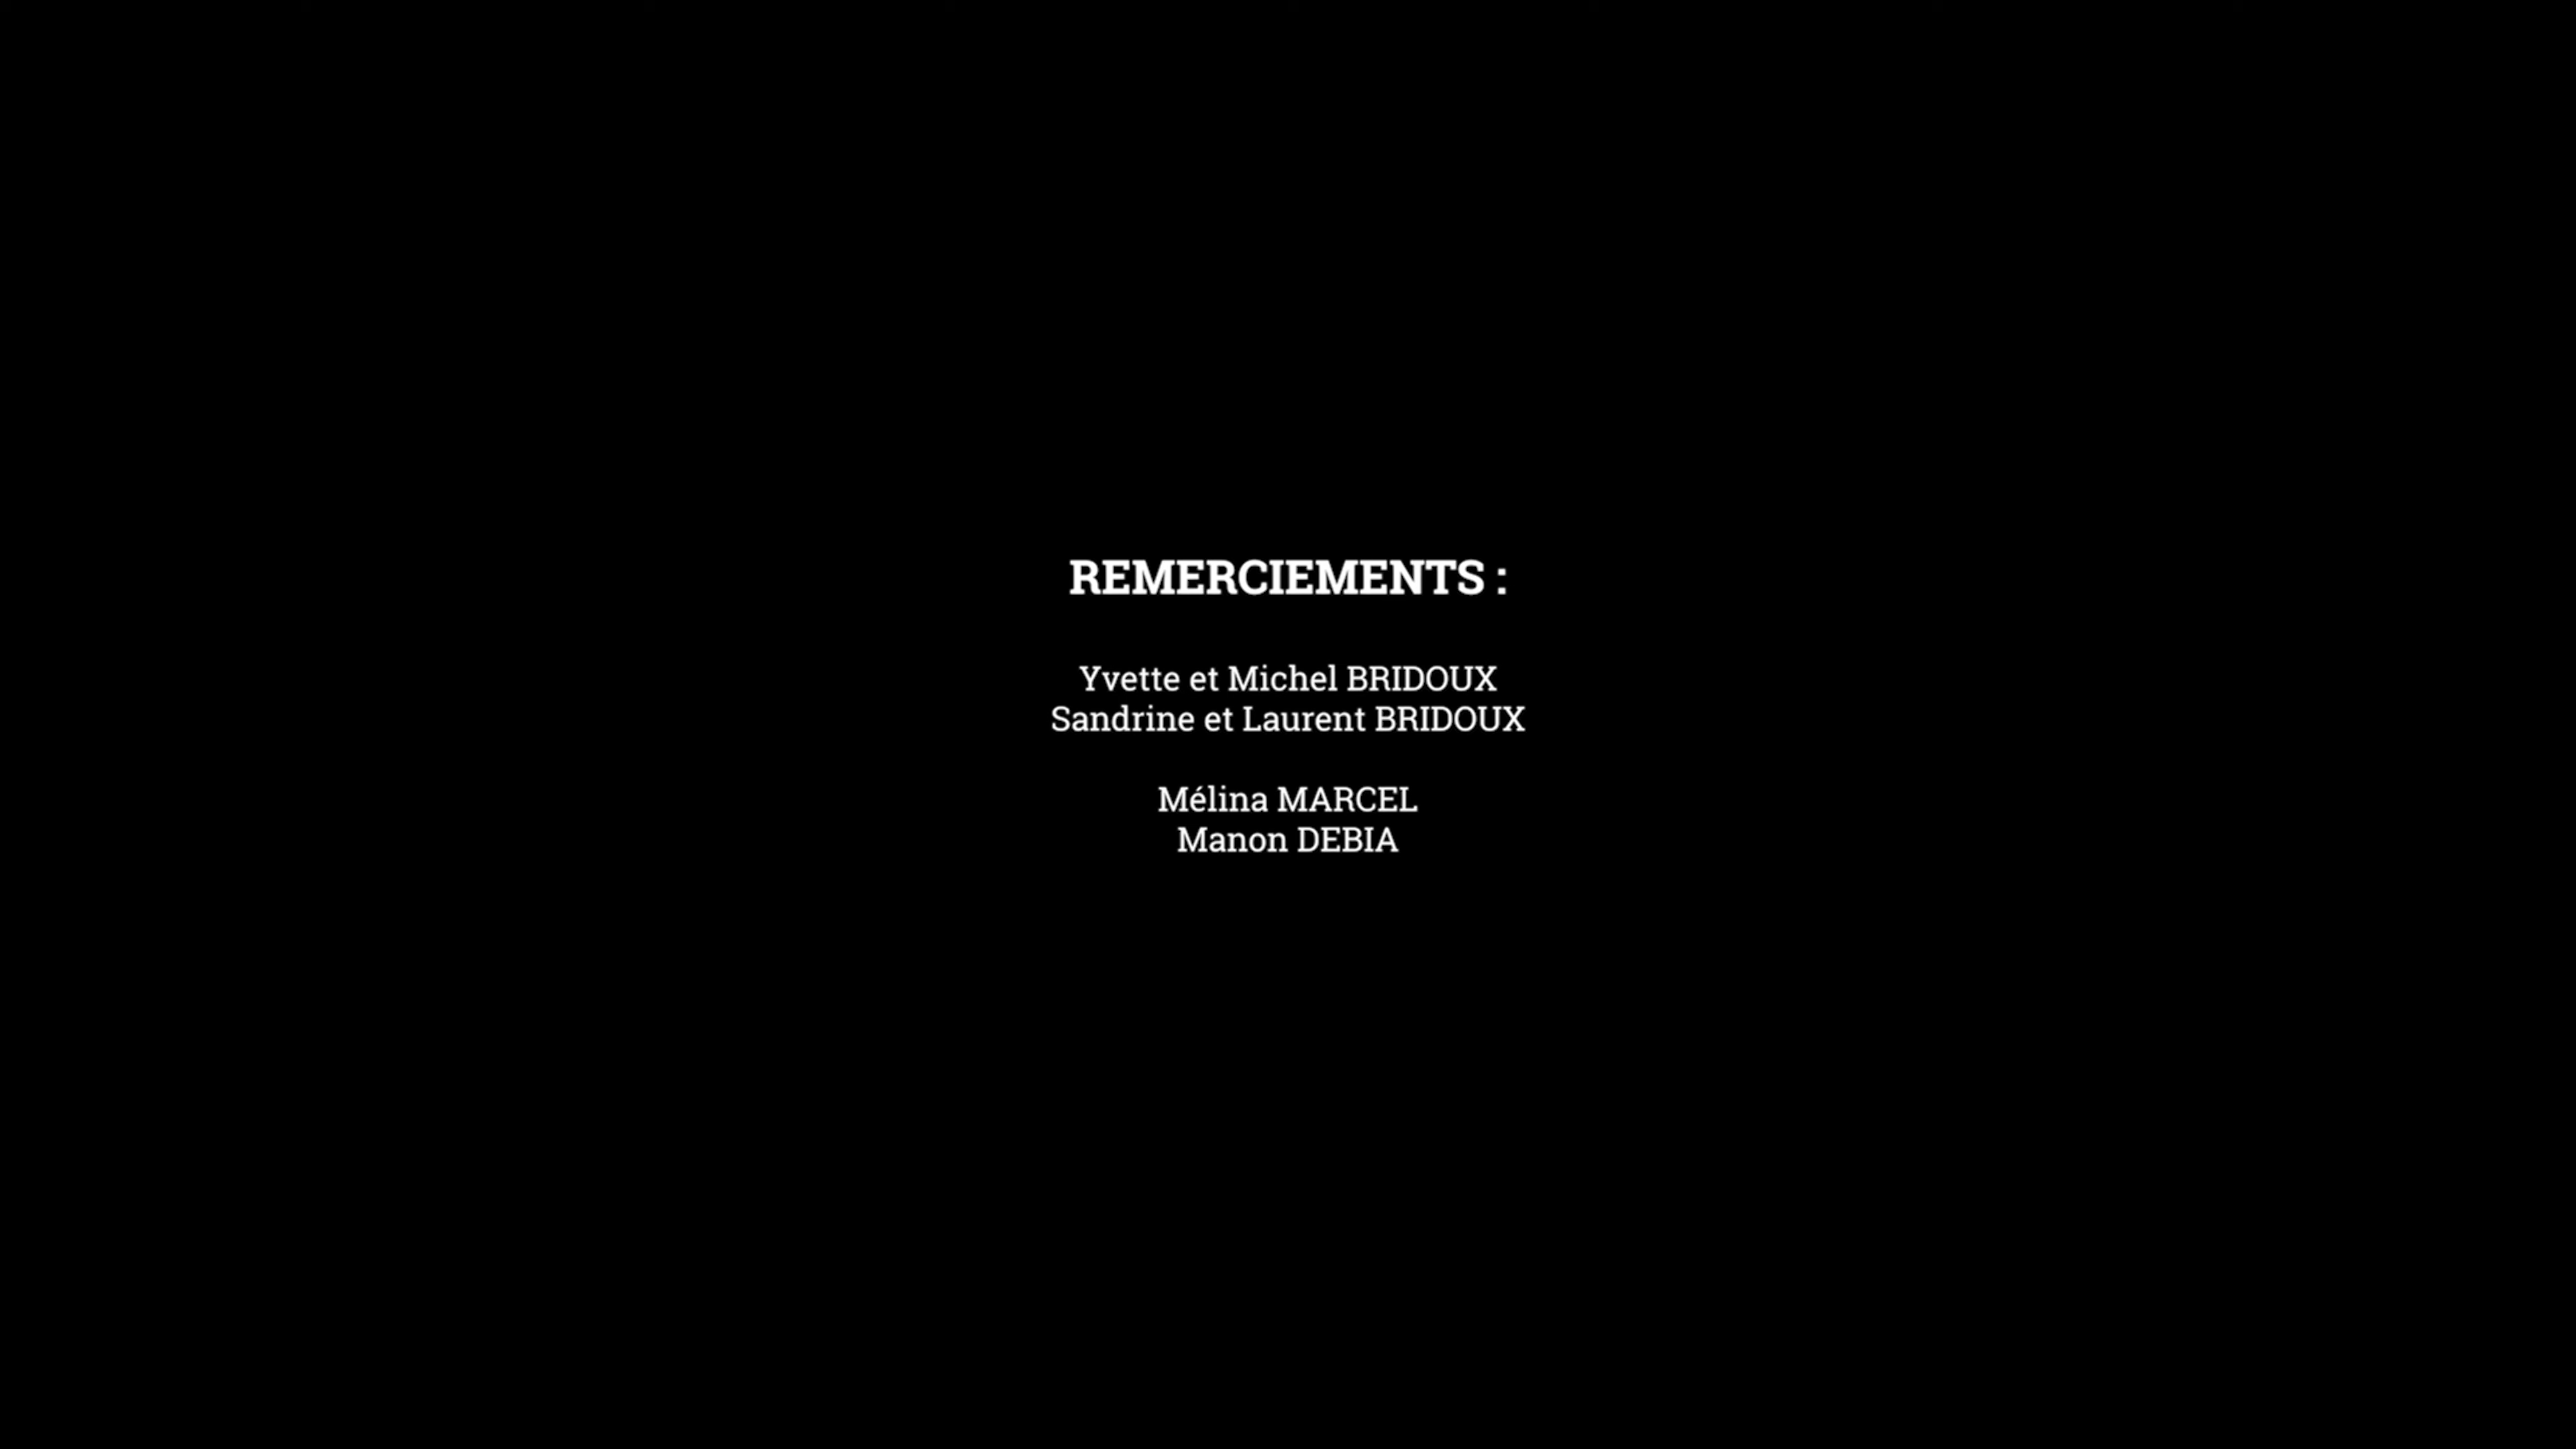 REMERCIEMENTS :
Yvette et Michel BRIDOUX
Sandrine et Laurent BRIDOUX
Mélina MARCEL
Manon DEBIA